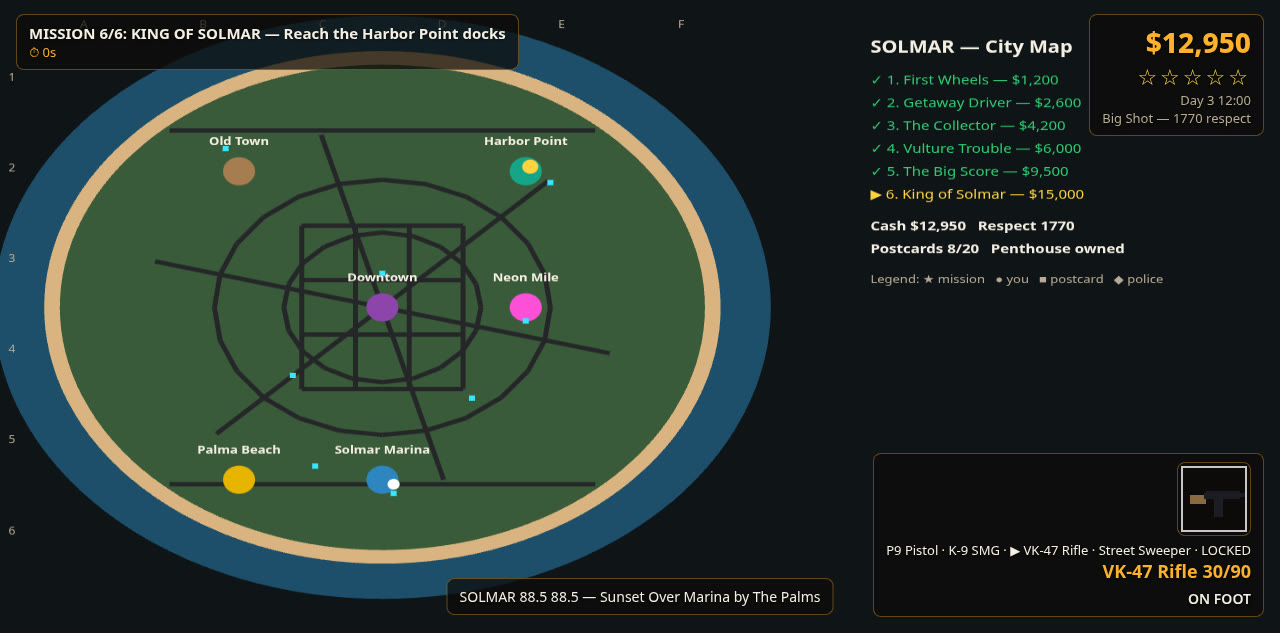 A B C D E F
MISSION 6/6: KING OF SOLMAR — Reach the Harbor Point docks
⏱ 0s
SOLMAR — City Map
$12,950
☆☆☆☆☆
Day 3 12:00
Big Shot — 1770 respect
✓ 1. First Wheels — $1,200
✓ 2. Getaway Driver — $2,600
✓ 3. The Collector — $4,200
✓ 4. Vulture Trouble — $6,000
✓ 5. The Big Score — $9,500
▶ 6. King of Solmar — $15,000
Cash $12,950 Respect 1770
Postcards 8/20 Penthouse owned
Legend: ★ mission ● you ■ postcard ◆ police
1
2
3
4
5
6
Old Town
Harbor Point
Downtown
Neon Mile
Palma Beach
Solmar Marina
P9 Pistol · K-9 SMG · ▶ VK-47 Rifle · Street Sweeper · LOCKED
VK-47 Rifle 30/90
ON FOOT
SOLMAR 88.5 88.5 — Sunset Over Marina by The Palms